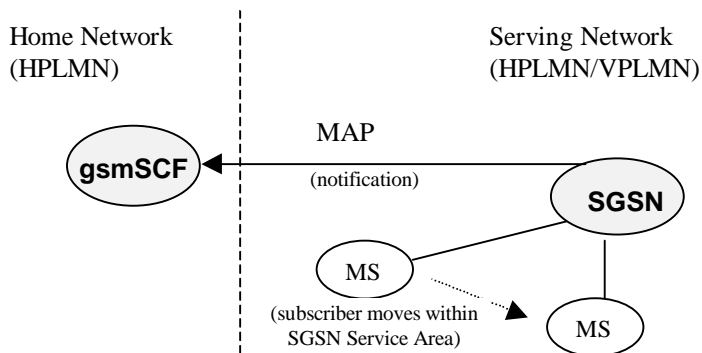 Home Network
(HPLMN)
Serving Network
(HPLMN/VPLMN)
MAP
gsmSCF
(notification)
SGSN
MS
(subscriber moves within
SGSN Service Area)
MS